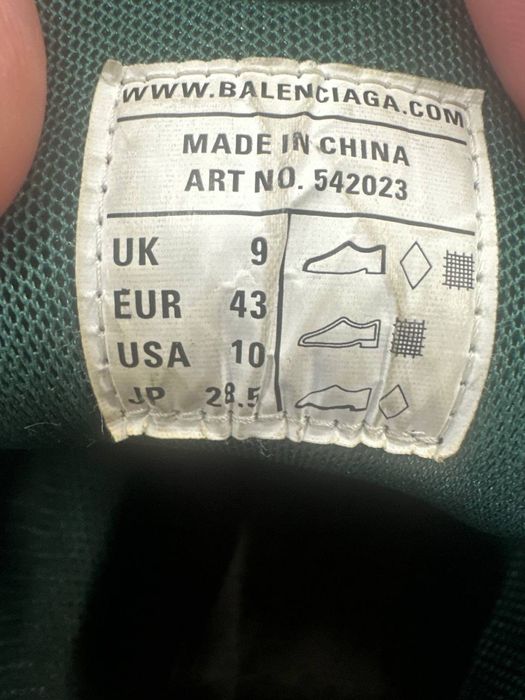 WWW.BALENCIAGA.COM
MADE IN CHINA
ART NO. 542023
UK 9
EUR 43
USA 10
JP 28.5